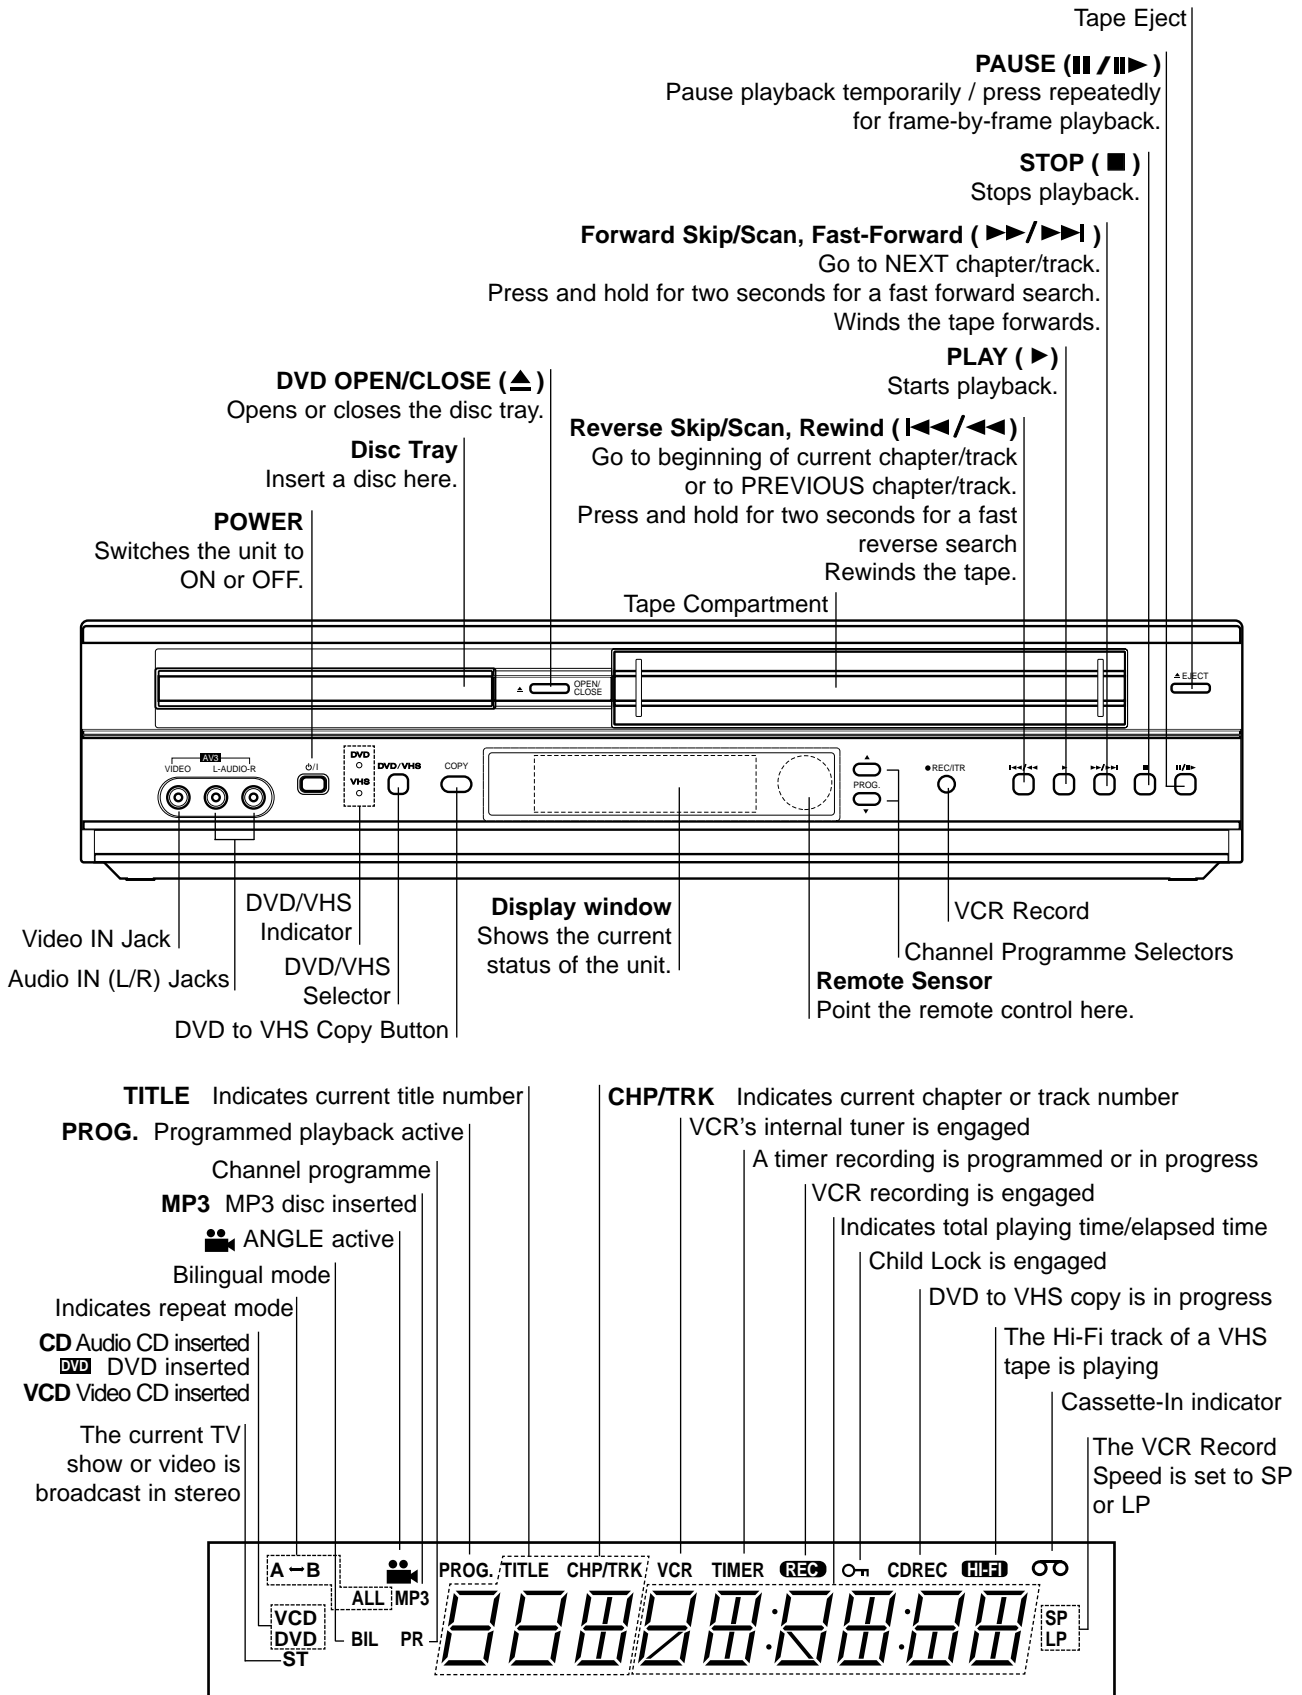 Tape Eject
PAUSE (II / II▶ )
Pause playback temporarily / press repeatedly
for frame-by-frame playback.
STOP ( ■ )
Stops playback.
Forward Skip/Scan, Fast-Forward ( ▶▶/▶▶I )
Go to NEXT chapter/track.
Press and hold for two seconds for a fast forward search.
Winds the tape forwards.
PLAY ( ▶)
Starts playback.
DVD OPEN/CLOSE (⏏)
Opens or closes the disc tray.
Reverse Skip/Scan, Rewind ( I◀◀/◀◀)
Go to beginning of current chapter/track
or to PREVIOUS chapter/track.
Press and hold for two seconds for a fast
reverse search
Rewinds the tape.
Disc Tray
Insert a disc here.
POWER
Switches the unit to
ON or OFF.
Tape Compartment
⏏ OPEN/
CLOSE
⏏ EJECT
AV3
VIDEO L-AUDIO-R
⏻/I
DVD
VHS
DVD/VHS
COPY
▲
PROG.
▼
● REC/ITR
I◀◀/◀◀ ▶ ▶▶/▶▶I ■ II/II▶
Video IN Jack
Audio IN (L/R) Jacks
DVD/VHS
Indicator
DVD/VHS
Selector
DVD to VHS Copy Button
Display window
Shows the current
status of the unit.
VCR Record
Channel Programme Selectors
Remote Sensor
Point the remote control here.
TITLE Indicates current title number
PROG. Programmed playback active
Channel programme
MP3 MP3 disc inserted
ANGLE active
Bilingual mode
Indicates repeat mode
CD Audio CD inserted
DVD DVD inserted
VCD Video CD inserted
The current TV
show or video is
broadcast in stereo
CHP/TRK Indicates current chapter or track number
VCR's internal tuner is engaged
A timer recording is programmed or in progress
VCR recording is engaged
Indicates total playing time/elapsed time
Child Lock is engaged
DVD to VHS copy is in progress
The Hi-Fi track of a VHS
tape is playing
Cassette-In indicator
The VCR Record
Speed is set to SP
or LP
A B PROG. TITLE CHP/TRK VCR TIMER REC CDREC HI-FI
ALL MP3
VCD
DVD BIL PR
ST
SP
LP